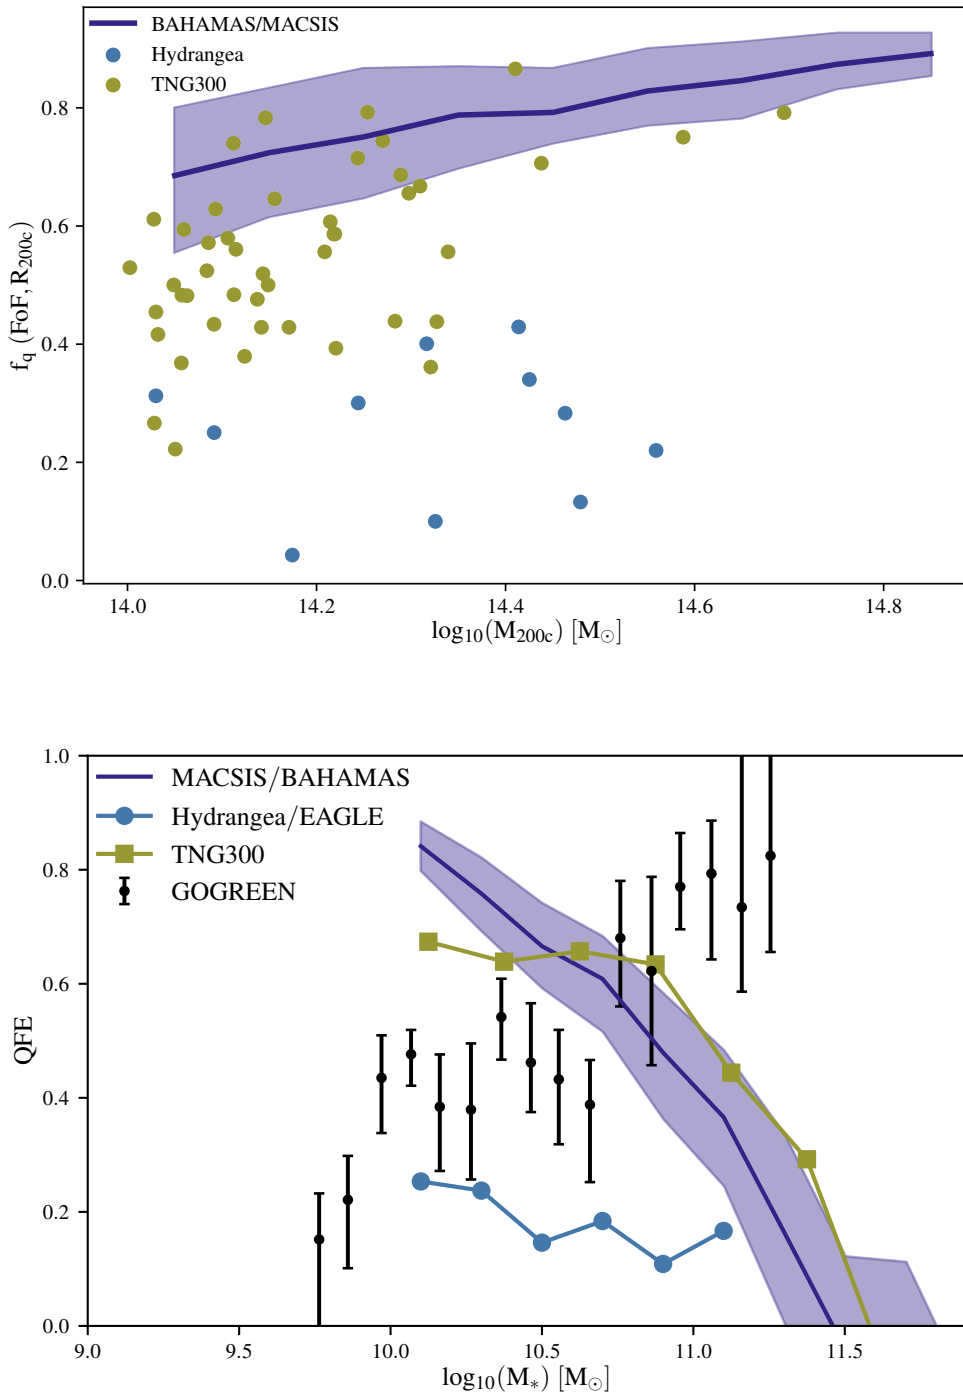 BAHAMAS/MACSIS
Hydrangea
TNG300
0.8
0.6
0.4
0.2
0.0
f_q (FoF, R_200c)
14.0 14.2 14.4 14.6 14.8
log₁₀(M_200c) [M_☉]
1.0
MACSIS/BAHAMAS
Hydrangea/EAGLE
TNG300
GOGREEN
0.8
0.6
0.4
0.2
0.0
QFE
9.0 9.5 10.0 10.5 11.0 11.5
log₁₀(M_*) [M_☉]